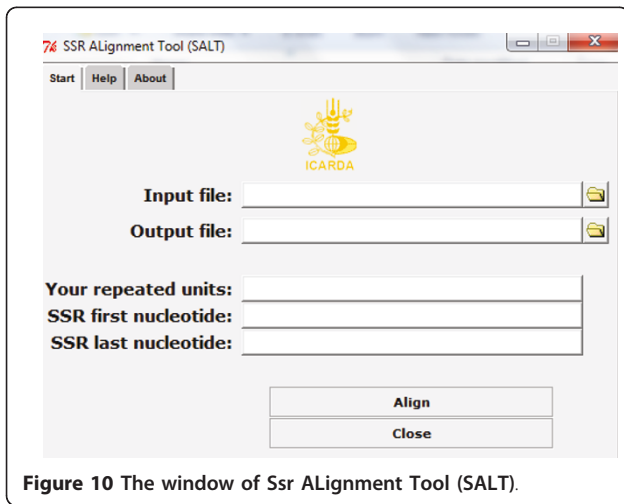 7% SSR ALignment Tool (SALT)
Start Help About
ICARDA
Input file:
Output file:
Your repeated units:
SSR first nucleotide:
SSR last nucleotide:
Align
Close
Figure 10 The window of Ssr ALignment Tool (SALT).